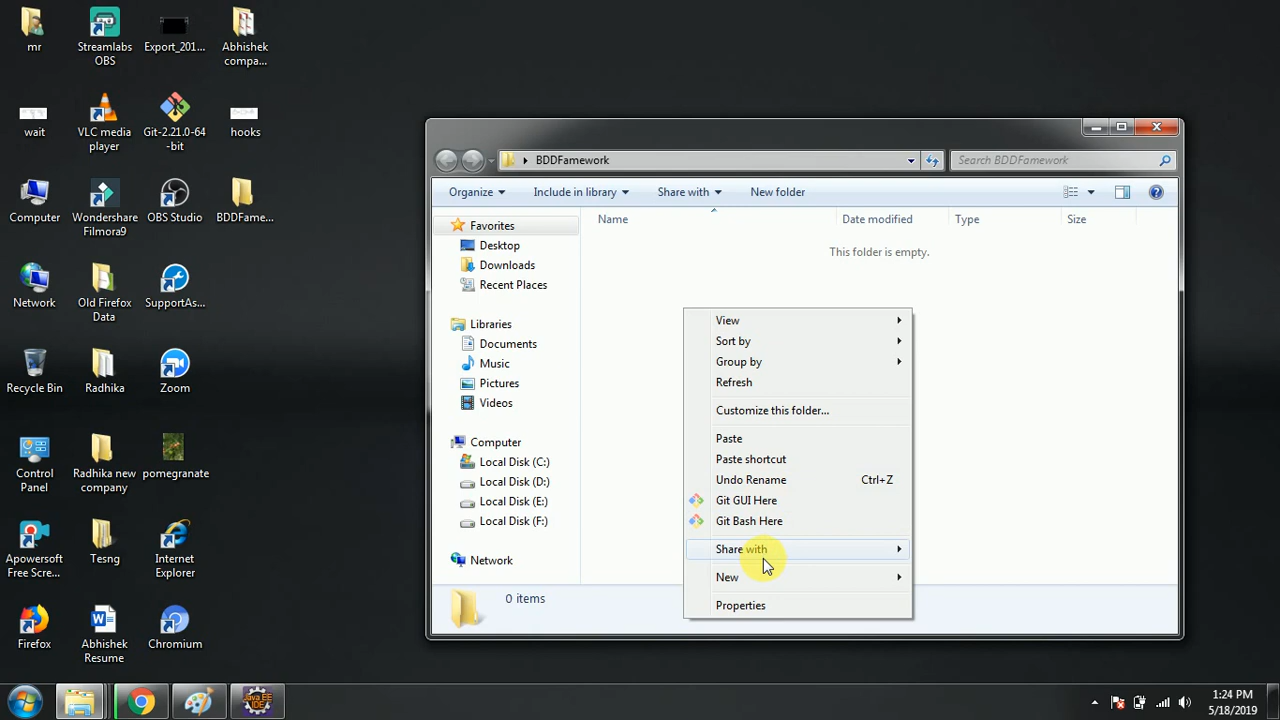 mr
Streamlabs
OBS
Export_201...
Abhishek
compa...
wait
VLC media
player
Git-2.21.0-64
-bit
hooks
Computer
Wondershare
Filmora9
OBS Studio
BDDFame...
Network
Old Firefox
Data
SupportAs...
Recycle Bin
Radhika
Zoom
Control
Panel
Radhika new
company
pomegranate
Apowersoft
Free Scre...
Tesng
Internet
Explorer
Firefox
Abhishek
Resume
Chromium
BDDFamework
Search BDDFamework
Organize
Include in library
Share with
New folder
Name
Date modified
Type
Size
This folder is empty.
Favorites
Desktop
Downloads
Recent Places
Libraries
Documents
Music
Pictures
Videos
Computer
Local Disk (C:)
Local Disk (D:)
Local Disk (E:)
Local Disk (F:)
Network
0 items
View
Sort by
Group by
Refresh
Customize this folder...
Paste
Paste shortcut
Undo Rename Ctrl+Z
Git GUI Here
Git Bash Here
Share with
New
Properties
Java EE
IDE
1:24 PM
5/18/2019